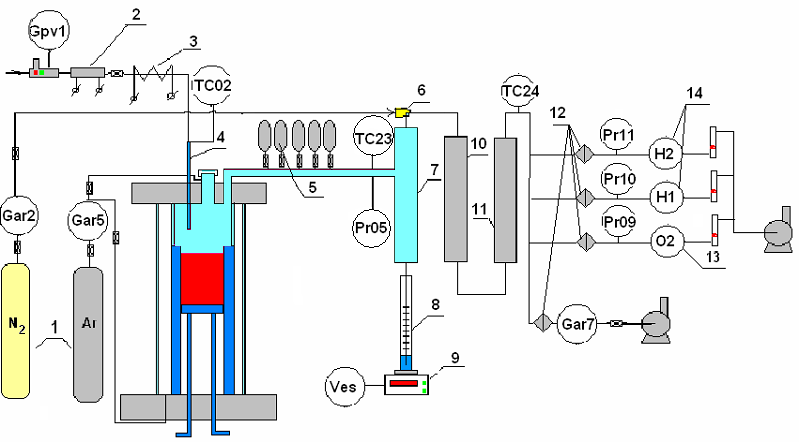 Gpv1
2
3
TC02
4
5
TC23
6
7
Pr05
8
9
Ves
10
11
TC24
12
14
Pr11
H2
Pr10
H1
Pr09
O2
13
Gar7
Gar2
Gar5
N2
1
Ar